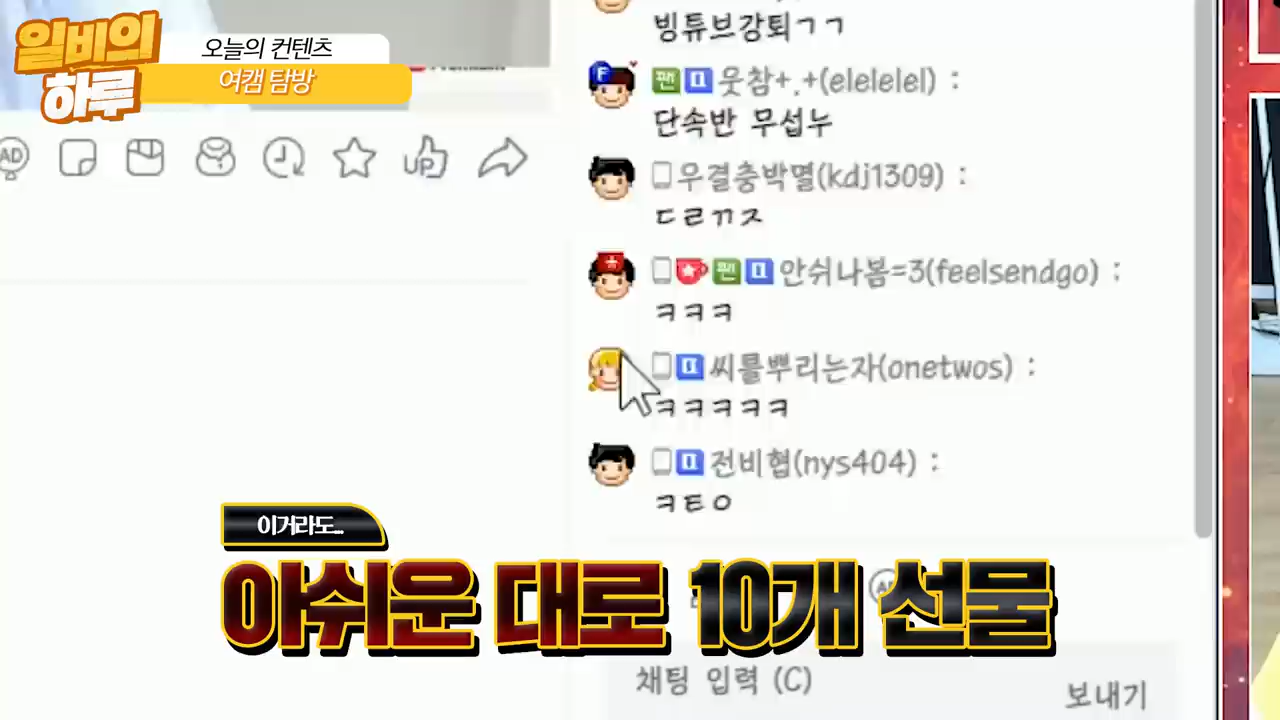 일비의
하루
오늘의 컨텐츠
여캠 탐방
빙튜브강퇴ㄱㄱ
F 팬 웃참+.+(elelelel) :
단속반 무섭누
우결충박멸(kdj1309) :
ㄷㄹㄲㅈ
팬 안쉬나봄=3(feelsendgo) :
ㅋㅋㅋ
씨를뿌리는자(onetwos) :
ㅋㅋㅋㅋㅋ
전비협(nys404) :
ㅋㅌㅇ
AD
UP
이거라도...
아쉬운 대로 10개 선물
채팅 입력 (C)
보내기